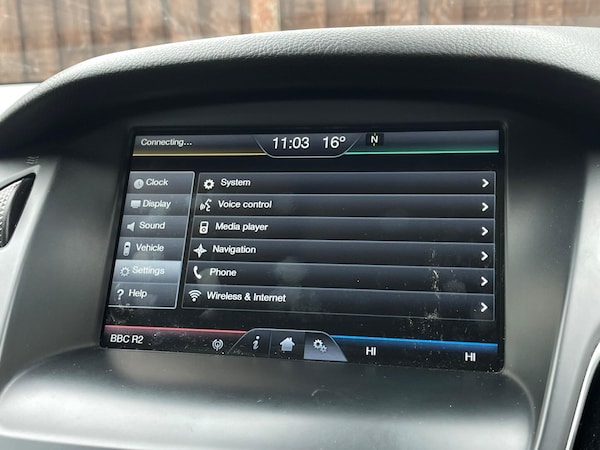 Connecting...
11:03 16°
N
Clock
Display
Sound
Vehicle
Settings
? Help
System
Voice control
Media player
Navigation
Phone
Wireless & Internet
BBC R2
i
HI
HI